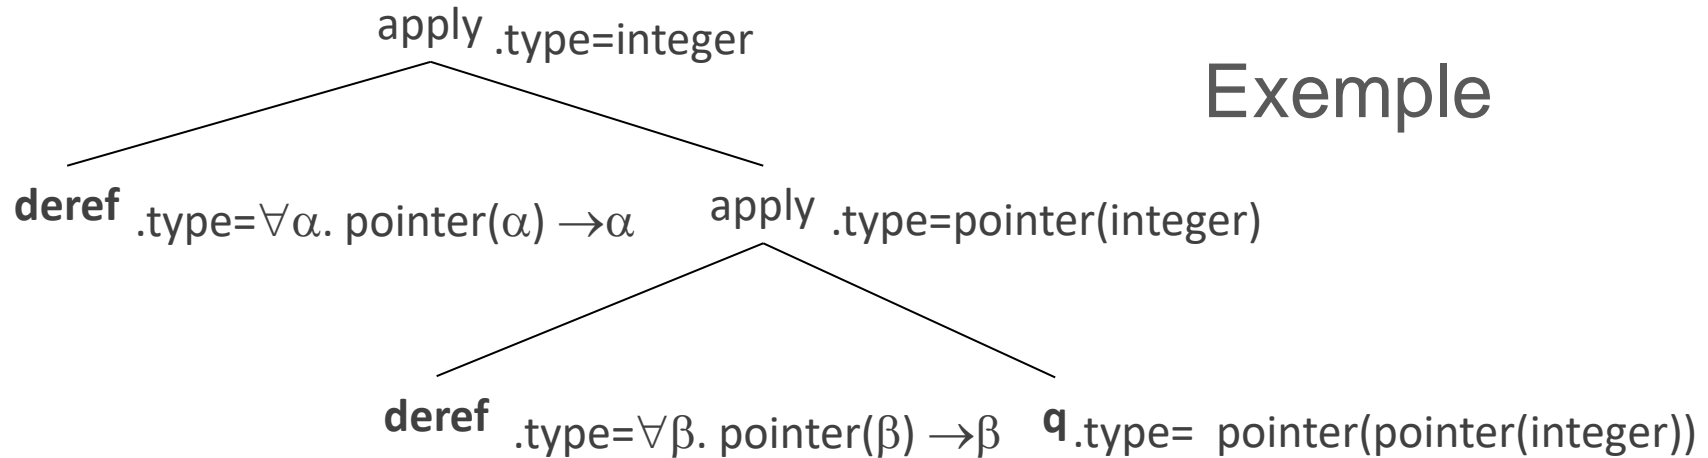 apply .type=integer
Exemple
deref .type=∀α. pointer(α) →α
apply .type=pointer(integer)
deref .type=∀β. pointer(β) →β
q.type= pointer(pointer(integer))